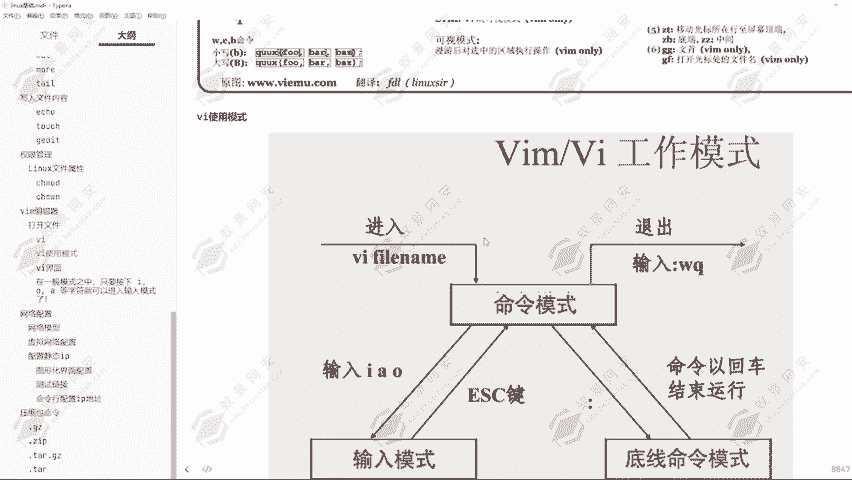 linux基础.md - Typora
文件(F) 编辑(E) 段落(P) 格式(O) 视图(V) 主题(T) 帮助(H)
文件
大纲
more
tail
写入文件内容
echo
touch
gedit
权限管理
Linux文件属性
chmod
chown
vim编辑器
打开文件
vi
vi使用模式
vi界面
在一般模式之中，只要按下 i,
o, a 等字符就可以进入输入模式
了！
网络配置
网络模型
虚拟网络配置
配置静态ip
图形化界面配置
测试链接
命令行配置ip地址
压缩包命令
.gz
.zip
.tar.gz
.tar
w,e,b命令
小写(b): quux(foo, bar, baz);
大写(B): quux(foo, bar, baz);
原图: www.viemu.com 翻译: fdl ( linuxsir )
可视模式:
漫游后对选中的区域执行操作 (vim only)
(5) zt: 移动光标所在行至屏幕顶端,
zb: 底端, zz: 中间
(6) gg: 文首 (vim only),
gf: 打开光标处的文件名 (vim only)
vi使用模式
Vim/Vi 工作模式
进入
vi filename
退出
输入:wq
命令模式
输入 i a o
ESC键
:
命令以回车
结束运行
输入模式
底线命令模式
8047
蚁景网安